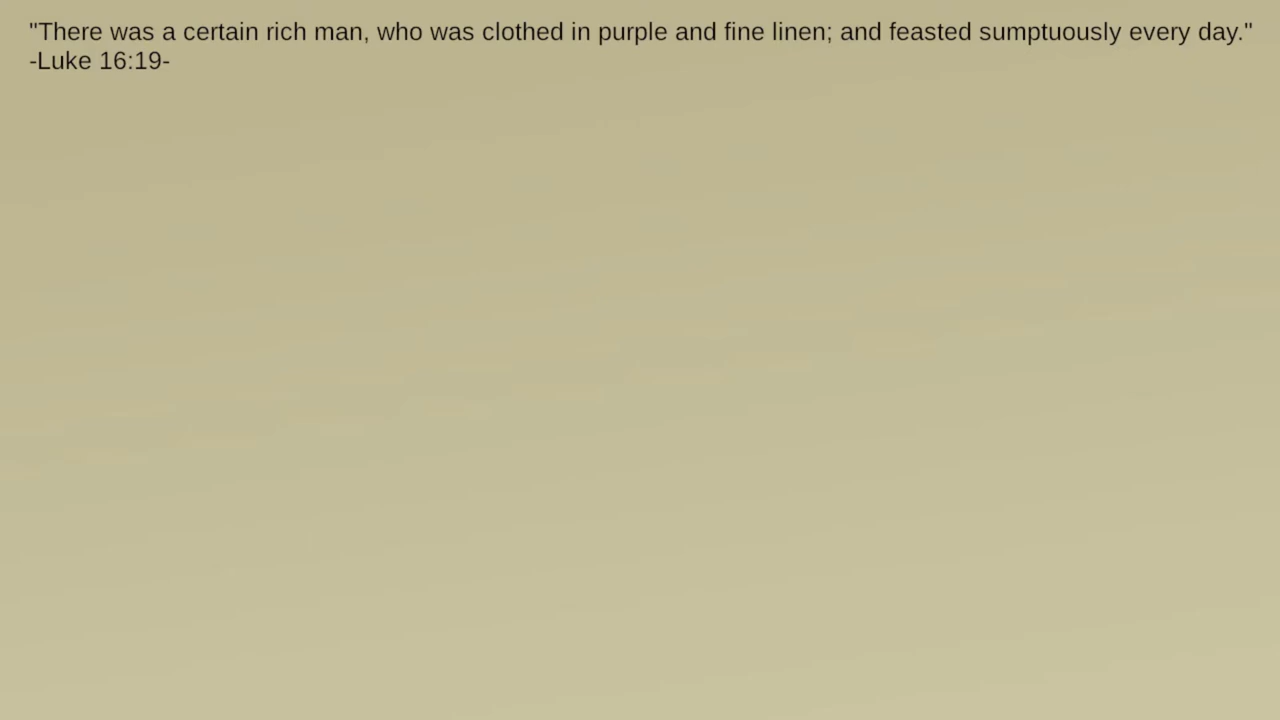 "There was a certain rich man, who was clothed in purple and fine linen; and feasted sumptuously every day."
-Luke 16:19-